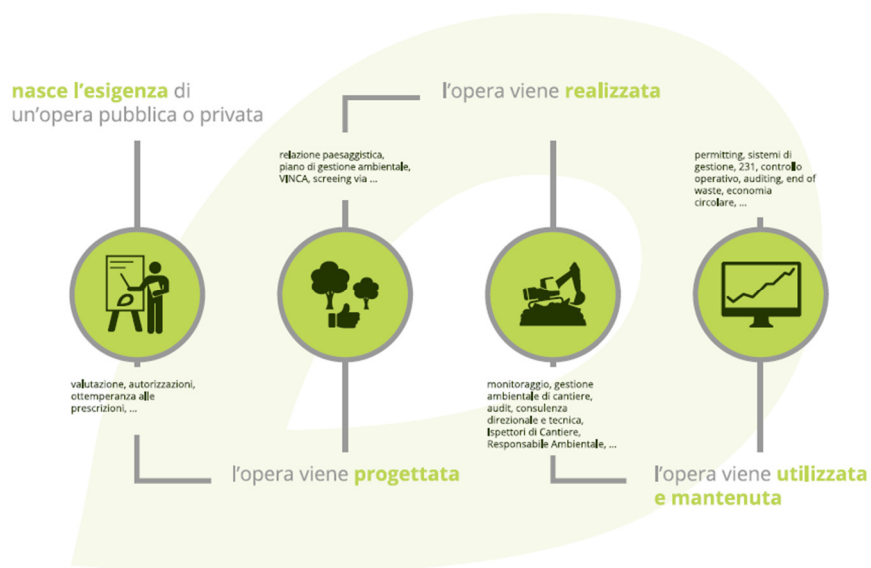 nasce l'esigenza di
un'opera pubblica o privata
valutazione, autorizzazioni,
ottemperanza alle
prescrizioni, ...
l'opera viene progettata
relazione paesaggistica,
piano di gestione ambientale,
VINCA, screeing via ...
l'opera viene realizzata
monitoraggio, gestione
ambientale di cantiere,
audit, consulenza
direzionale e tecnica,
Ispettori di Cantiere,
Responsabile Ambientale, ...
l'opera viene utilizzata
e mantenuta
permitting, sistemi di
gestione, 231, controllo
operativo, auditing, end of
waste, economia
circolare, ...